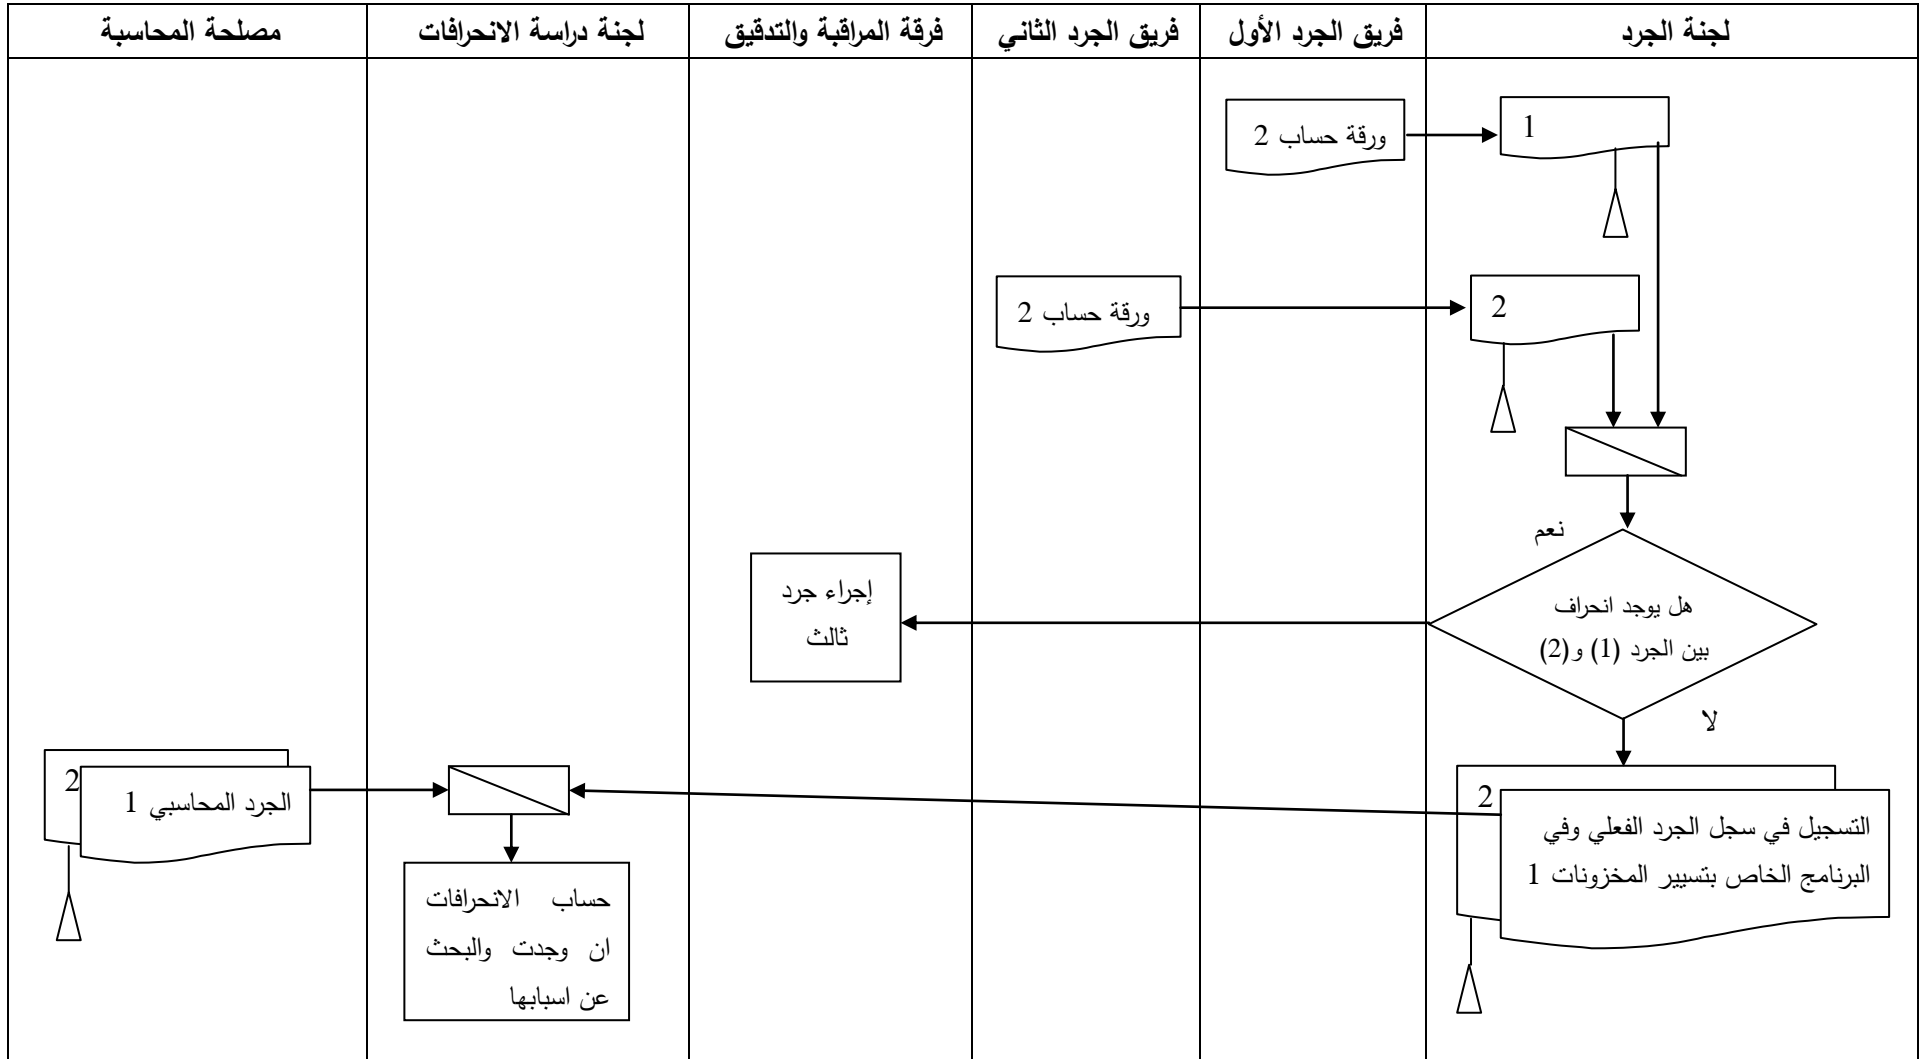 لجنة الجرد
فريق الجرد الأول
فريق الجرد الثاني
فرقة المراقبة والتدقيق
لجنة دراسة الانحرافات
مصلحة المحاسبة
1
ورقة حساب 2
2
ورقة حساب 2
نعم
هل يوجد انحراف
بين الجرد (1) و(2)
إجراء جرد
ثالث
لا
2
التسجيل في سجل الجرد الفعلي وفي
البرنامج الخاص بتسيير المخزونات 1
2
الجرد المحاسبي 1
حساب الانحرافات
ان وجدت والبحث
عن اسبابها